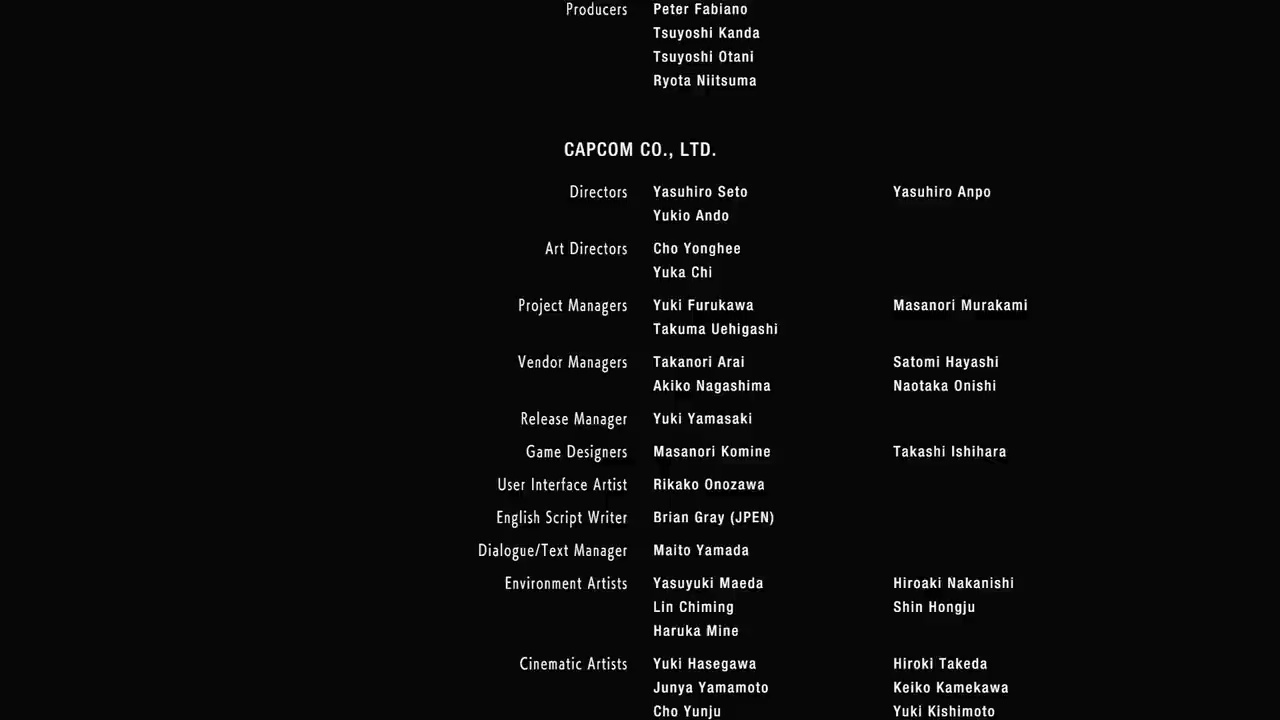 Producers Peter Fabiano
Tsuyoshi Kanda
Tsuyoshi Otani
Ryota Niitsuma
CAPCOM CO., LTD.
Directors Yasuhiro Seto Yasuhiro Anpo
Yukio Ando
Art Directors Cho Yonghee
Yuka Chi
Project Managers Yuki Furukawa Masanori Murakami
Takuma Uehigashi
Vendor Managers Takanori Arai Satomi Hayashi
Akiko Nagashima Naotaka Onishi
Release Manager Yuki Yamasaki
Game Designers Masanori Komine Takashi Ishihara
User Interface Artist Rikako Onozawa
English Script Writer Brian Gray (JPEN)
Dialogue/Text Manager Maito Yamada
Environment Artists Yasuyuki Maeda Hiroaki Nakanishi
Lin Chiming Shin Hongju
Haruka Mine
Cinematic Artists Yuki Hasegawa Hiroki Takeda
Junya Yamamoto Keiko Kamekawa
Cho Yunju Yuki Kishimoto